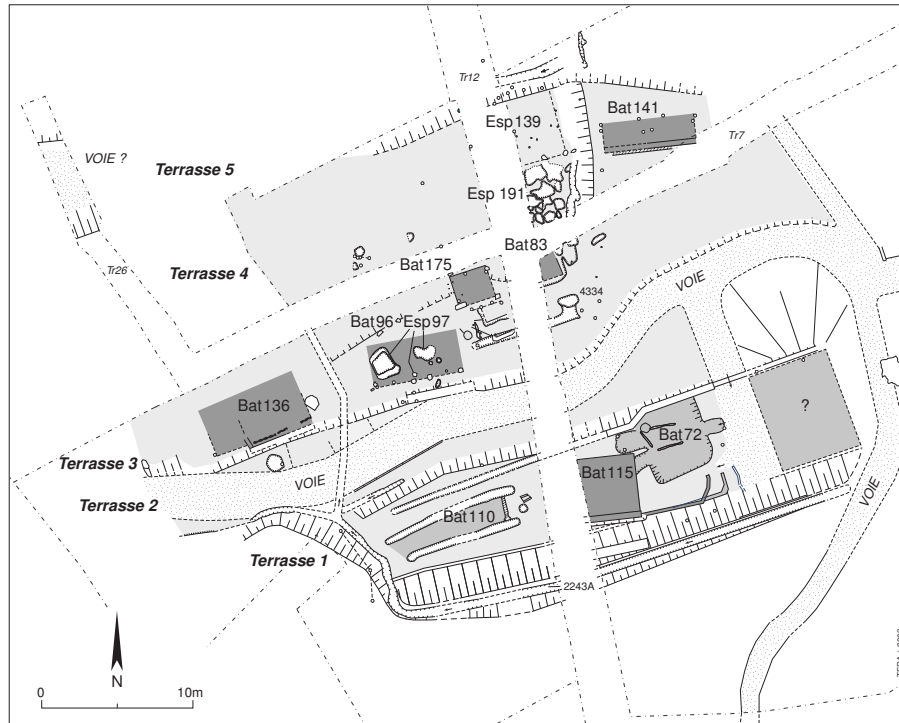 Tr12
Esp139
Bat141
Tr7
VOIE ?
Terrasse 5
Esp 191
Bat83
Tr26
Terrasse 4
Bat175
VOIE
4334
Bat96
Esp97
Bat136
?
Bat72
Terrasse 3
Bat115
VOIE
VOIE
Terrasse 2
Bat110
Terrasse 1
2243A
N
0
10m